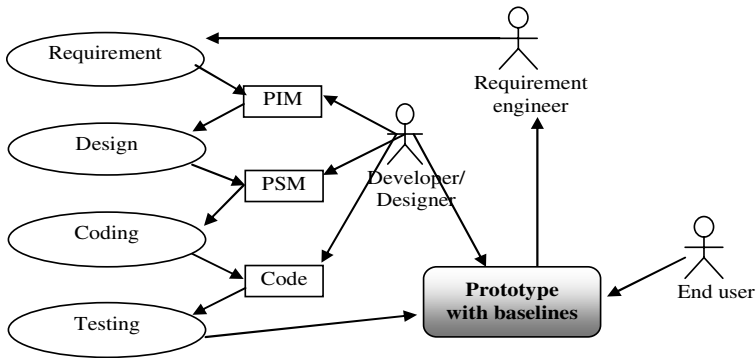 Requirement
PIM
Requirement
engineer
Design
PSM
Developer/
Designer
Coding
Code
Prototype
with baselines
End user
Testing